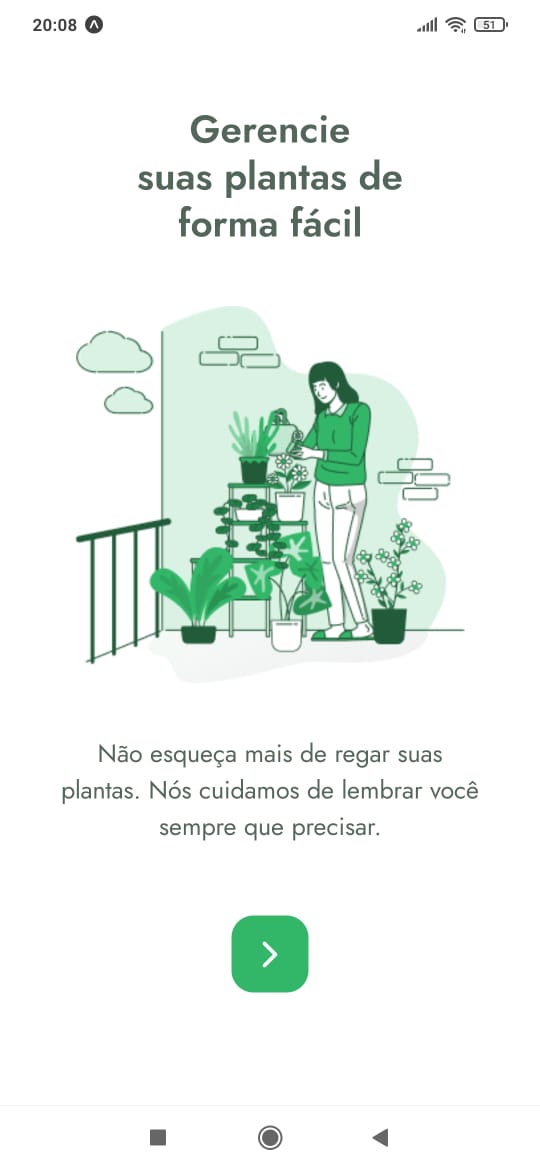 20:08
51
Gerencie
suas plantas de
forma fácil
Não esqueça mais de regar suas
plantas. Nós cuidamos de lembrar você
sempre que precisar.